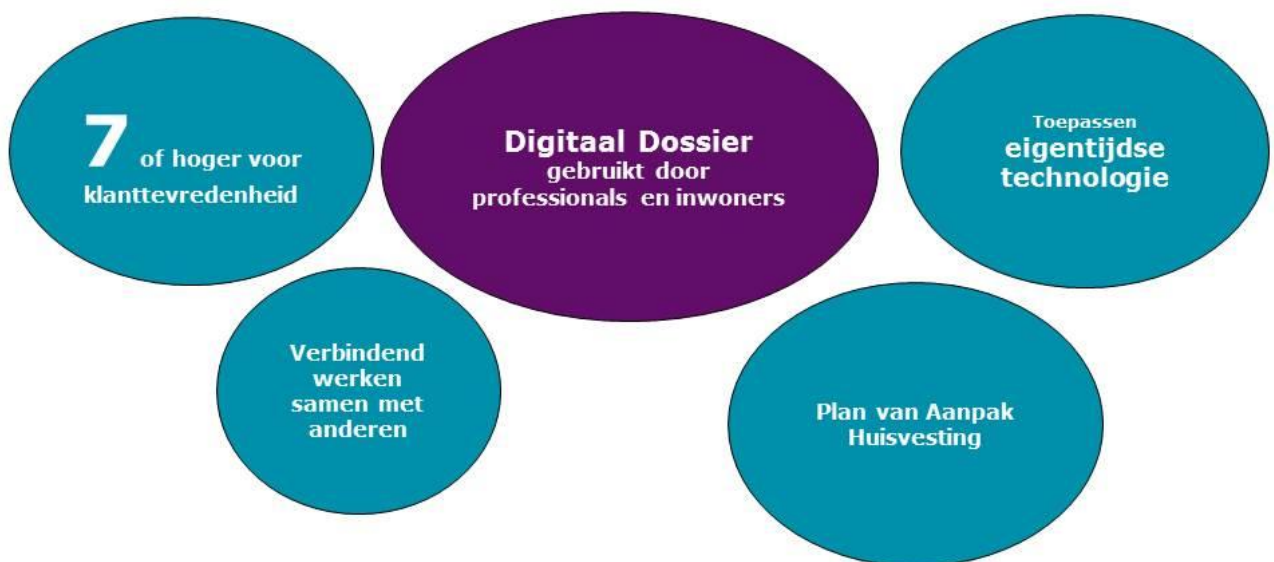 7 of hoger voor
klanttevredenheid
Digitaal Dossier
gebruikt door
professionals en inwoners
Toepassen
eigentijdse
technologie
Verbindend
werken
samen met
anderen
Plan van Aanpak
Huisvesting